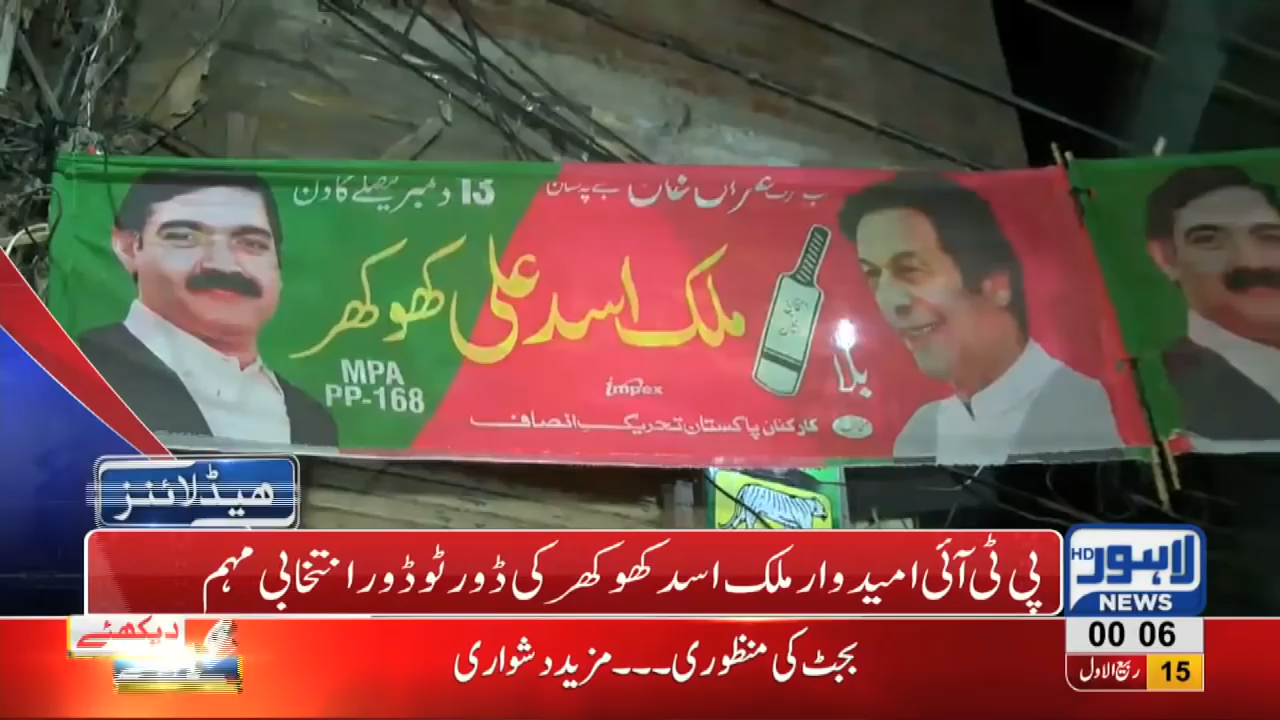 عمران خان
13 دسمبر فیصلے کا دن
ملک اسد علی کھوکھر
بلا
MPA
PP-168
impex
کارکنان پاکستان تحریک انصاف
ہیڈلائنز
پی ٹی آئی امیدوار ملک اسد کھوکھر کی ڈور ٹو ڈور انتخابی مہم
لاہور HD
NEWS
00 06
15 ربیع الاول
دیکھئے
بجٹ کی منظوری ۔۔۔ مزید دشواری